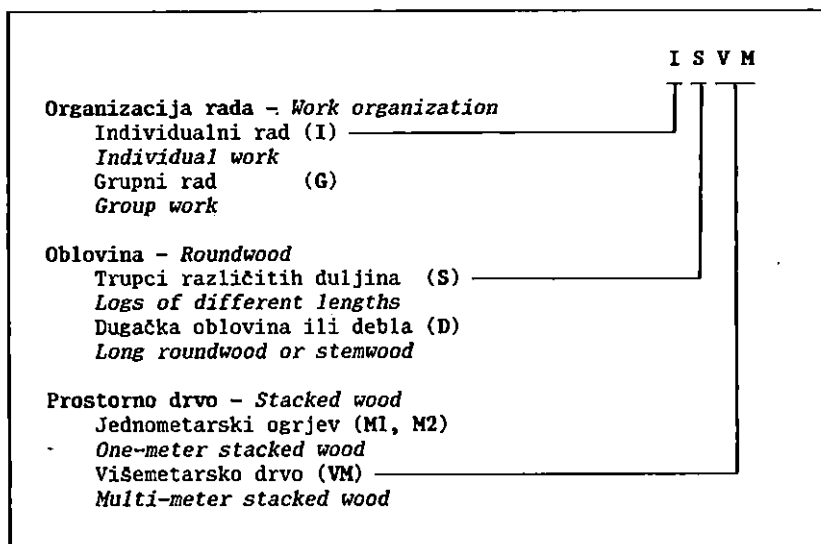 I S V M
Organizacija rada - Work organization
Individualni rad (I)
Individual work
Grupni rad (G)
Group work
Oblovina - Roundwood
Trupci različitih duljina (S)
Logs of different lengths
Dugačka oblovina ili debla (D)
Long roundwood or stemwood
Prostorno drvo - Stacked wood
Jednometarski ogrjev (M1, M2)
One-meter stacked wood
Višemetarsko drvo (VM)
Multi-meter stacked wood